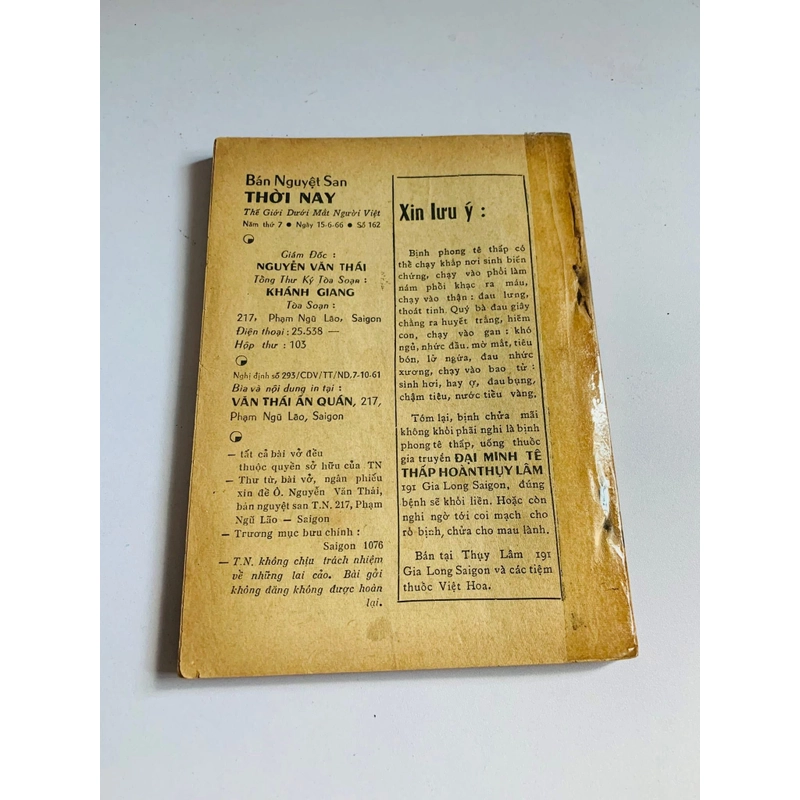 Bán Nguyệt San
THỜI NAY
Thế Giới Dưới Mắt Người Việt
Năm thứ 7 ● Ngày 15-6-66 ● Số 162
Giám Đốc :
NGUYỄN VĂN THÁI
Tổng Thư Ký Tòa Soạn :
KHÁNH GIANG
Tòa Soạn :
217, Phạm Ngũ Lão, Saigon
Điện thoại : 25.538 —
Hộp thư : 103
Nghị định số 293/CDV/TT/ND.7-10-61
Bìa và nội dung in tại :
VĂN THÁI ẤN QUÁN, 217,
Phạm Ngũ Lão, Saigon
— tất cả bài vở đều
thuộc quyền sở hữu của TN
— Thư từ, bài vở, ngân phiếu
xin đề Ô. Nguyễn Văn Thái,
bán nguyệt san T.N. 217, Phạm
Ngũ Lão — Saigon
— Trương mục bưu chính :
Saigon 1076
— T.N. không chịu trách nhiệm
về những lai cảo. Bài gởi
không đăng không được hoàn
lại.
Xin lưu ý :
Bịnh phong tê thấp có
thể chạy khắp nơi sinh biến
chứng, chạy vào phổi làm
nám phổi khạc ra máu,
chạy vào thận : đau lưng,
thoát tinh. Quý bà đau giây
chằng ra huyết trắng, hiếm
con, chạy vào gan : khó
ngủ, nhức đầu, mờ mắt, tiêu
bón, lở ngứa, đau nhức
xương, chạy vào bao tử :
sinh hơi, hay ợ, đau bụng,
chậm tiêu, nước tiểu vàng.
Tóm lại, bịnh chữa mãi
không khỏi phải nghi là bịnh
phong tê thấp, uống thuốc
gia truyền ĐẠI MINH TÊ
THẤP HOÀN THỤY LÂM
191 Gia Long Saigon, đúng
bệnh sẽ khỏi liền. Hoặc còn
nghi ngờ tới coi mạch cho
rõ bịnh, chữa cho mau lành.
Bán tại Thụy Lâm 191
Gia Long Saigon và các tiệm
thuốc Việt Hoa.